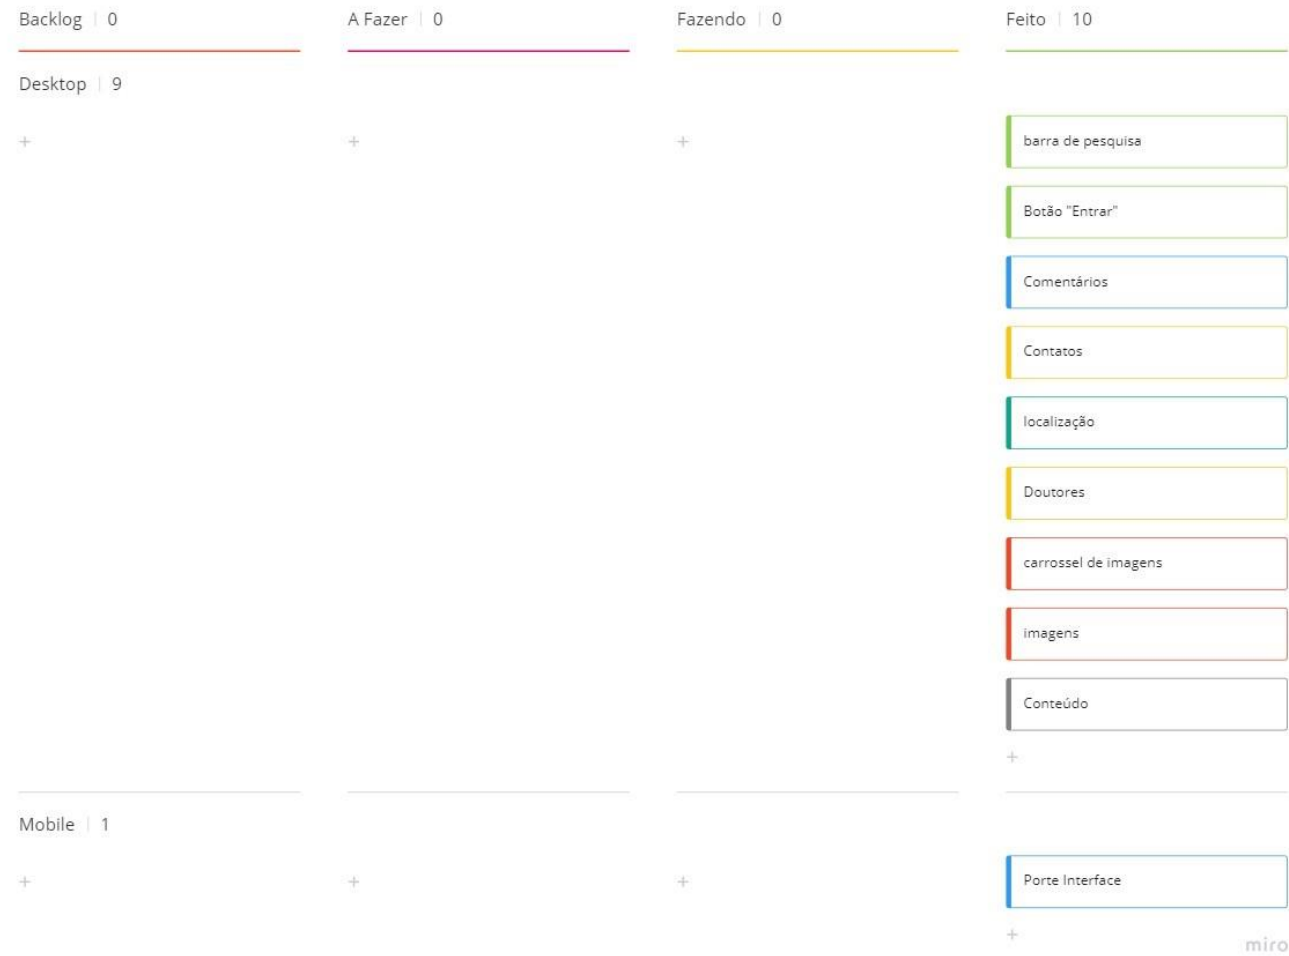 Backlog | 0
A Fazer | 0
Fazendo | 0
Feito | 10
Desktop | 9
+
+
+
barra de pesquisa
Botão "Entrar"
Comentários
Contatos
localização
Doutores
carrossel de imagens
imagens
Conteúdo
+
Mobile | 1
+
+
+
Porte Interface
+
miro